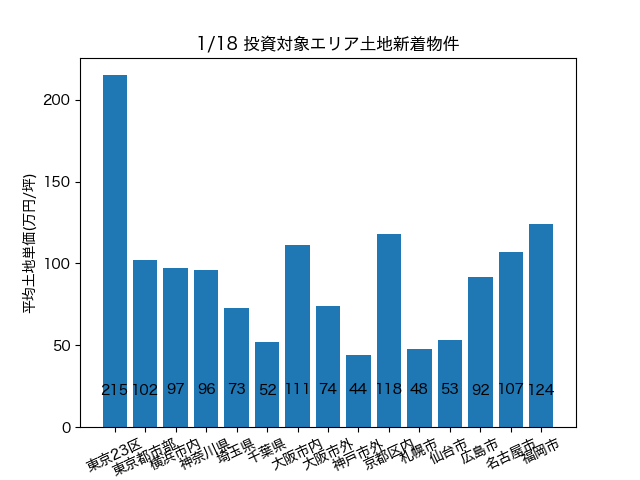 1/18 投資対象エリア土地新着物件
平均土地単価(万円/坪)
200
150
100
50
0
215 102 97 96 73 52 111 74 44 118 48 53 92 107 124
東京23区 東京都市部 横浜市内 神奈川県 埼玉県 千葉県 大阪市内 大阪市外 神戸市外 京都区内 札幌市 仙台市 広島市 名古屋市 福岡市